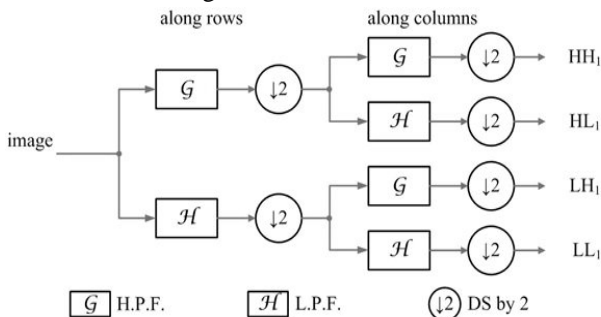 along rows
along columns
G
↓2
HH₁
G
↓2
H
↓2
HL₁
image
G
↓2
LH₁
H
↓2
H
↓2
LL₁
G H.P.F.
H L.P.F.
↓2 DS by 2